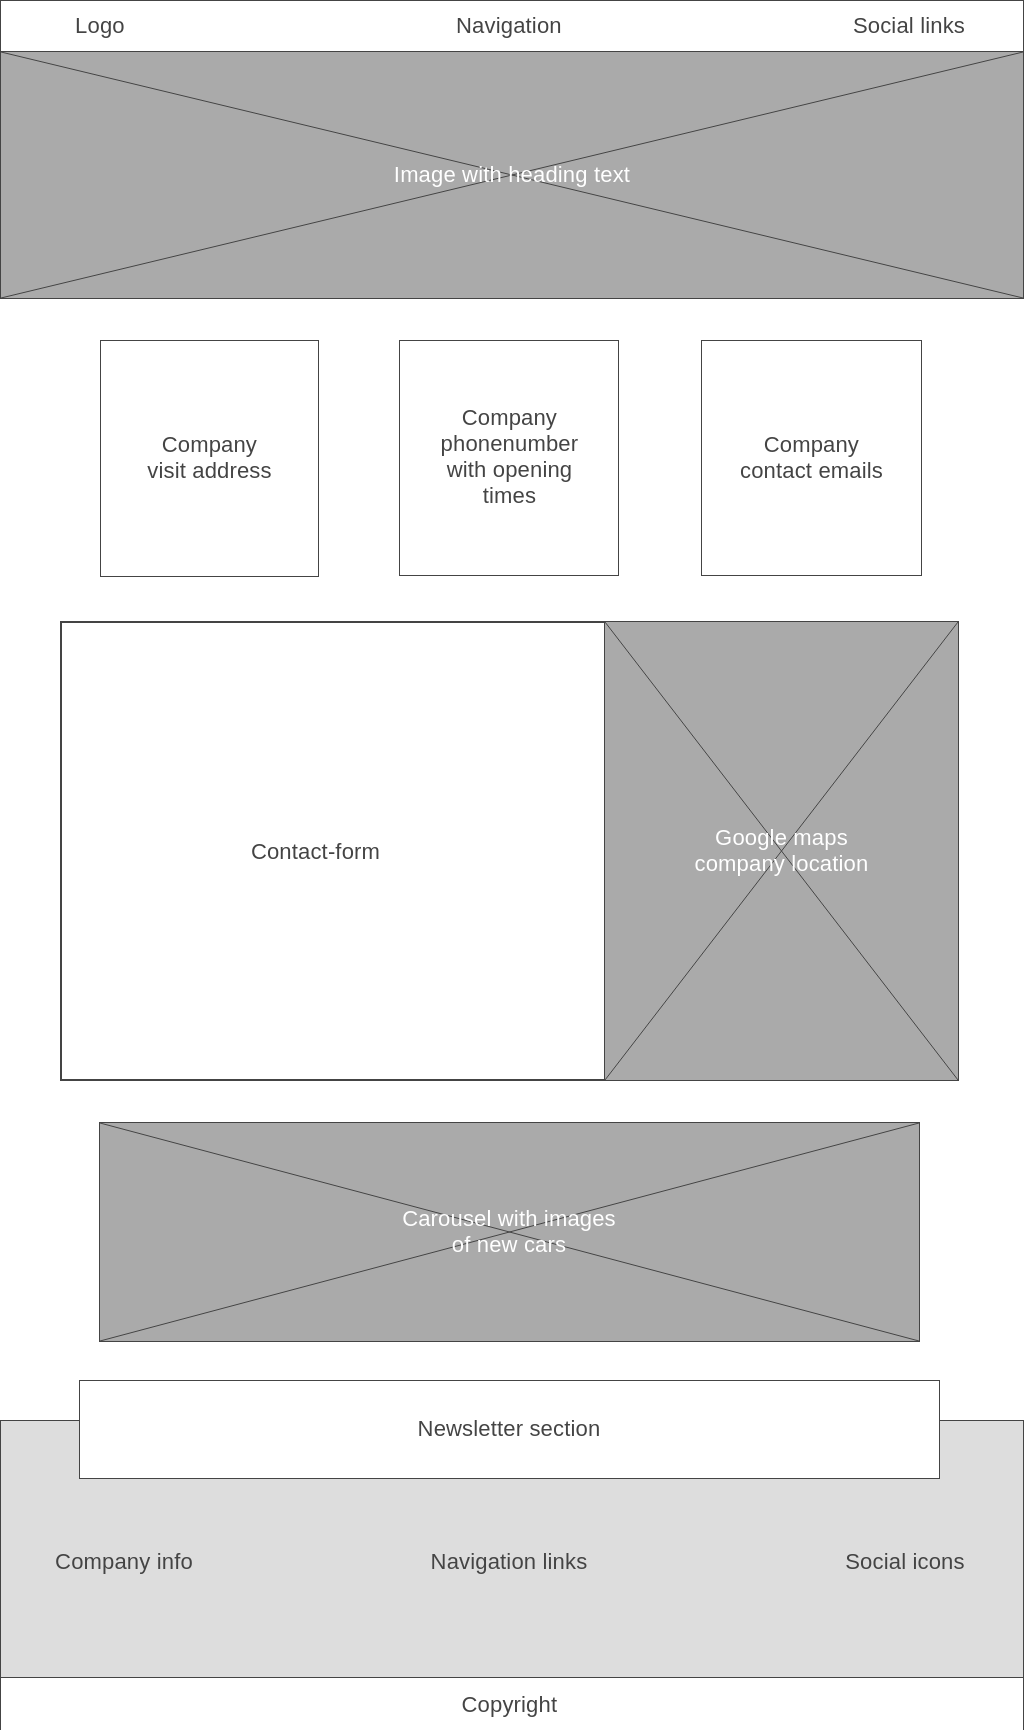 Logo
Navigation
Social links
Image with heading text
Company
visit address
Company
phonenumber
with opening
times
Company
contact emails
Contact-form
Google maps
company location
Carousel with images
of new cars
Newsletter section
Company info
Navigation links
Social icons
Copyright